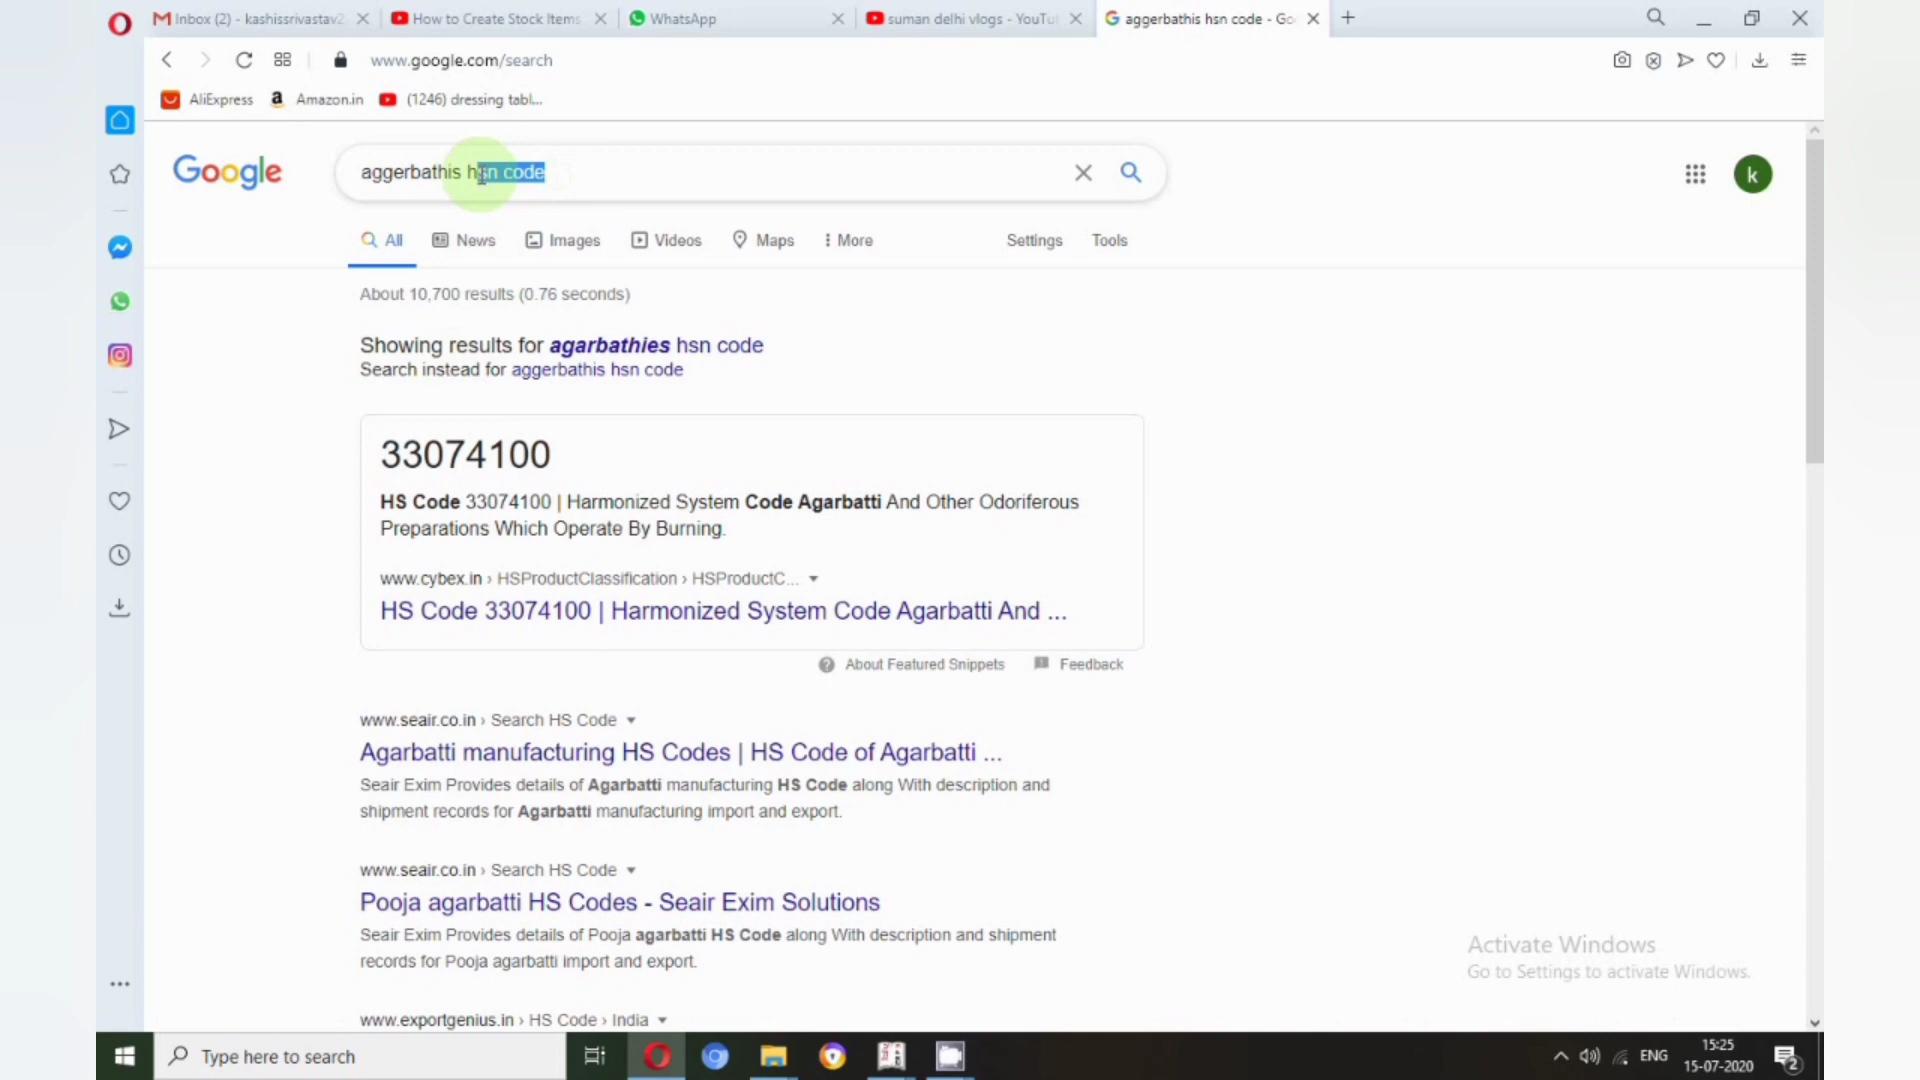 Inbox (2) - kashissrivastav2
How to Create Stock Items
WhatsApp
suman delhi vlogs - YouTu
aggerbathis hsn code - Go
www.google.com/search
AliExpress
a Amazon.in
(1246) dressing tabl...
Google
aggerbathis hsn code
k
All
News
Images
Videos
Maps
More
Settings
Tools
About 10,700 results (0.76 seconds)
Showing results for agarbathies hsn code
Search instead for aggerbathis hsn code
33074100
HS Code 33074100 | Harmonized System Code Agarbatti And Other Odoriferous
Preparations Which Operate By Burning.
www.cybex.in › HSProductClassification › HSProductC...
HS Code 33074100 | Harmonized System Code Agarbatti And ...
About Featured Snippets
Feedback
www.seair.co.in › Search HS Code
Agarbatti manufacturing HS Codes | HS Code of Agarbatti ...
Seair Exim Provides details of Agarbatti manufacturing HS Code along With description and
shipment records for Agarbatti manufacturing import and export.
www.seair.co.in › Search HS Code
Pooja agarbatti HS Codes - Seair Exim Solutions
Seair Exim Provides details of Pooja agarbatti HS Code along With description and shipment
records for Pooja agarbatti import and export.
Activate Windows
Go to Settings to activate Windows.
www.exportgenius.in › HS Code › India
Type here to search
ENG
15:25
15-07-2020
2